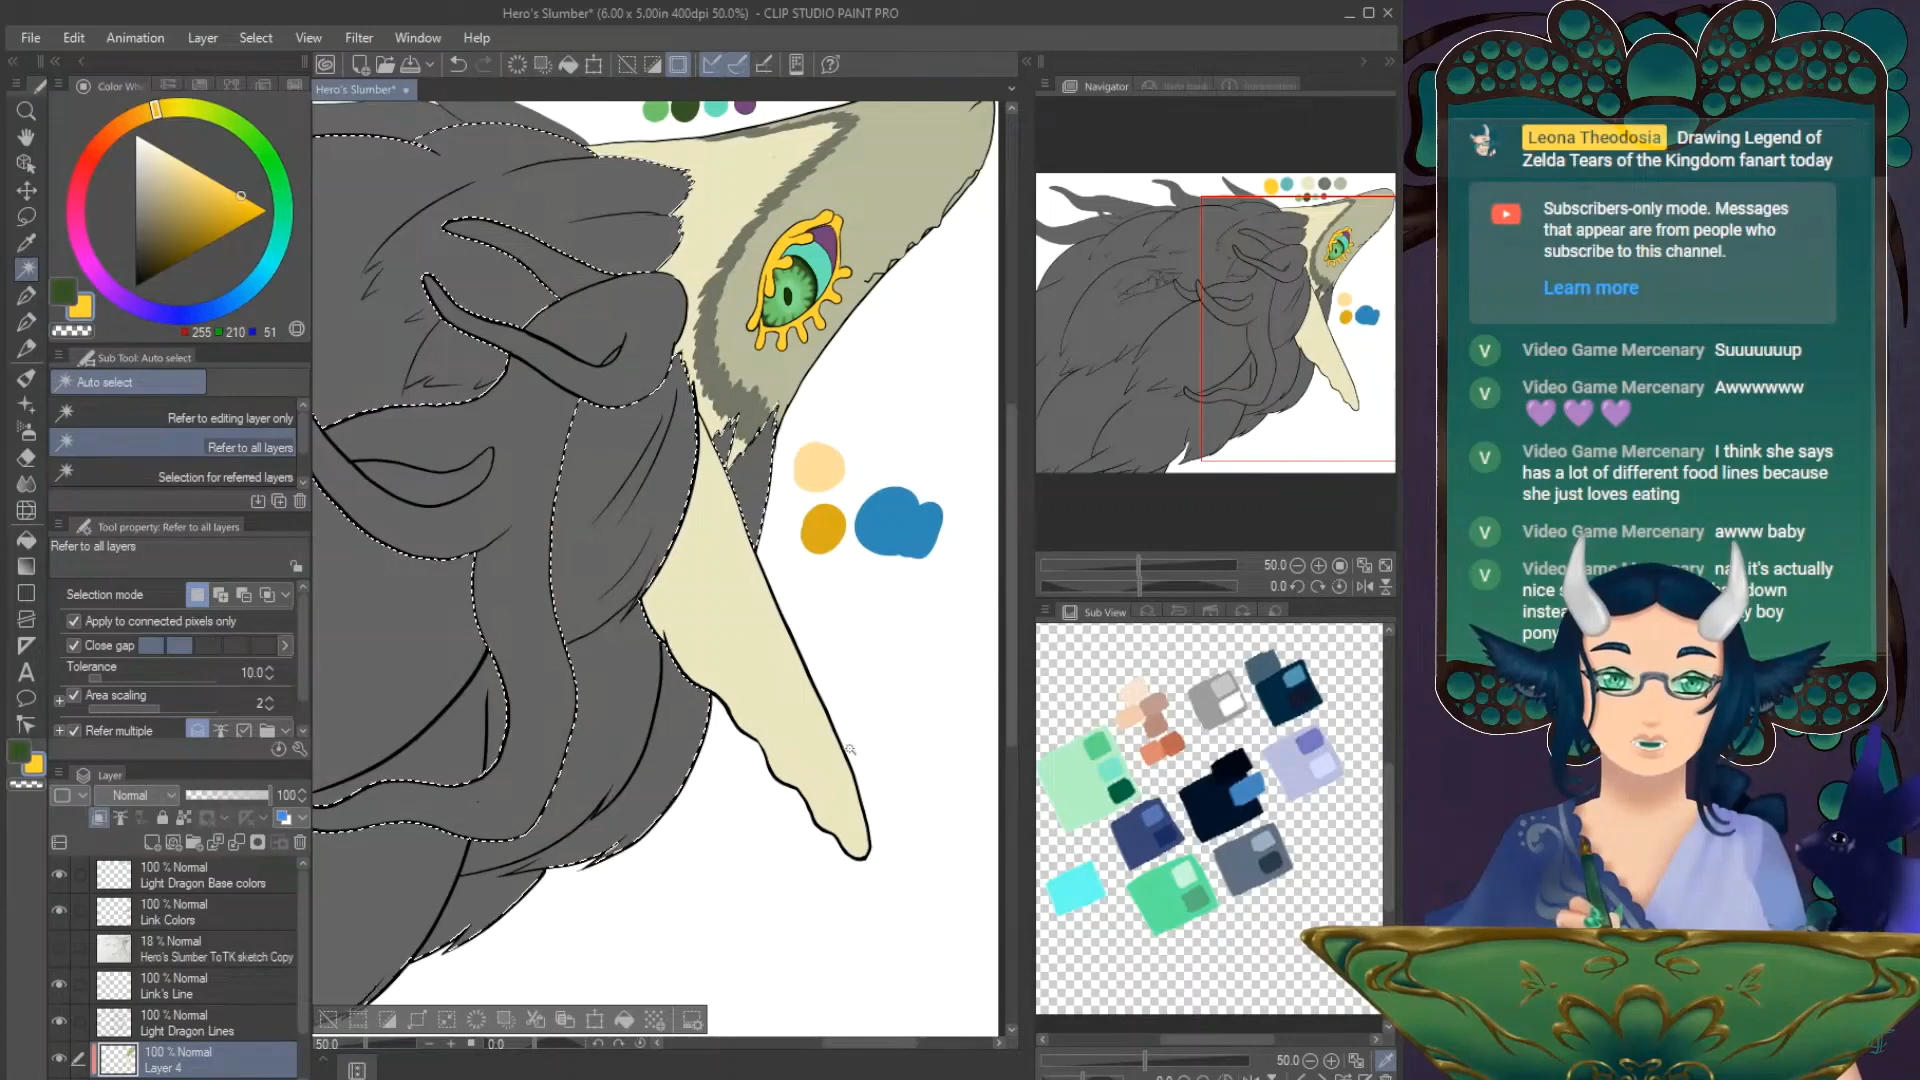 Hero's Slumber* (6.00 x 5.00in 400dpi 50.0%) - CLIP STUDIO PAINT PRO
File Edit Animation Layer Select View Filter Window Help
Color Wh
Hero's Slumber*
Navigator
255 210 51
Sub Tool: Auto select
Auto select
Refer to editing layer only
Refer to all layers
Selection for referred layers
Tool property: Refer to all layers
Refer to all layers
Selection mode
Apply to connected pixels only
Close gap
Tolerance
10.0
Area scaling
2
Refer multiple
Layer
Normal
100
100 % Normal
Light Dragon Base colors
100 % Normal
Link Colors
18 % Normal
Hero's Slumber ToTK sketch Copy
100 % Normal
Link's Line
100 % Normal
Light Dragon Lines
100 % Normal
Layer 4
50.0
0.0
50.0
0.0
Sub View
50.0
Leona Theodosia Drawing Legend of
Zelda Tears of the Kingdom fanart today
Subscribers-only mode. Messages
that appear are from people who
subscribe to this channel.
Learn more
V Video Game Mercenary Suuuuuuup
V Video Game Mercenary Awwwwww
V Video Game Mercenary I think she says
has a lot of different food lines because
she just loves eating
V Video Game Mercenary awww baby
V it's actually
nice down
boy